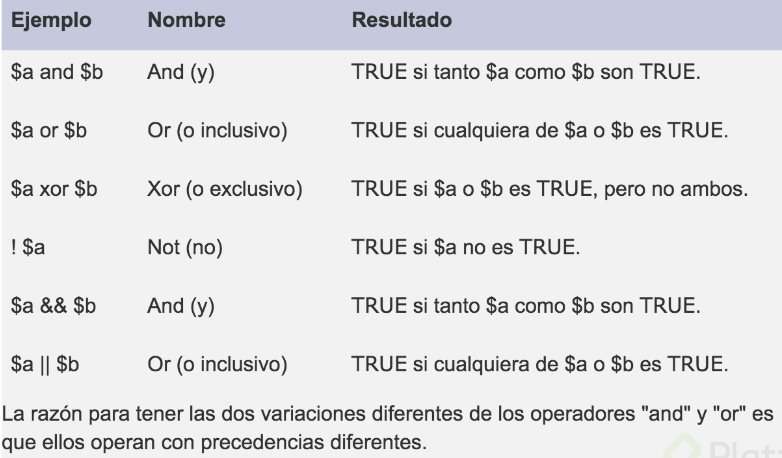 Ejemplo Nombre Resultado
$a and $b And (y) TRUE si tanto $a como $b son TRUE.
$a or $b Or (o inclusivo) TRUE si cualquiera de $a o $b es TRUE.
$a xor $b Xor (o exclusivo) TRUE si $a o $b es TRUE, pero no ambos.
! $a Not (no) TRUE si $a no es TRUE.
$a && $b And (y) TRUE si tanto $a como $b son TRUE.
$a || $b Or (o inclusivo) TRUE si cualquiera de $a o $b es TRUE.
La razón para tener las dos variaciones diferentes de los operadores "and" y "or" es
que ellos operan con precedencias diferentes.